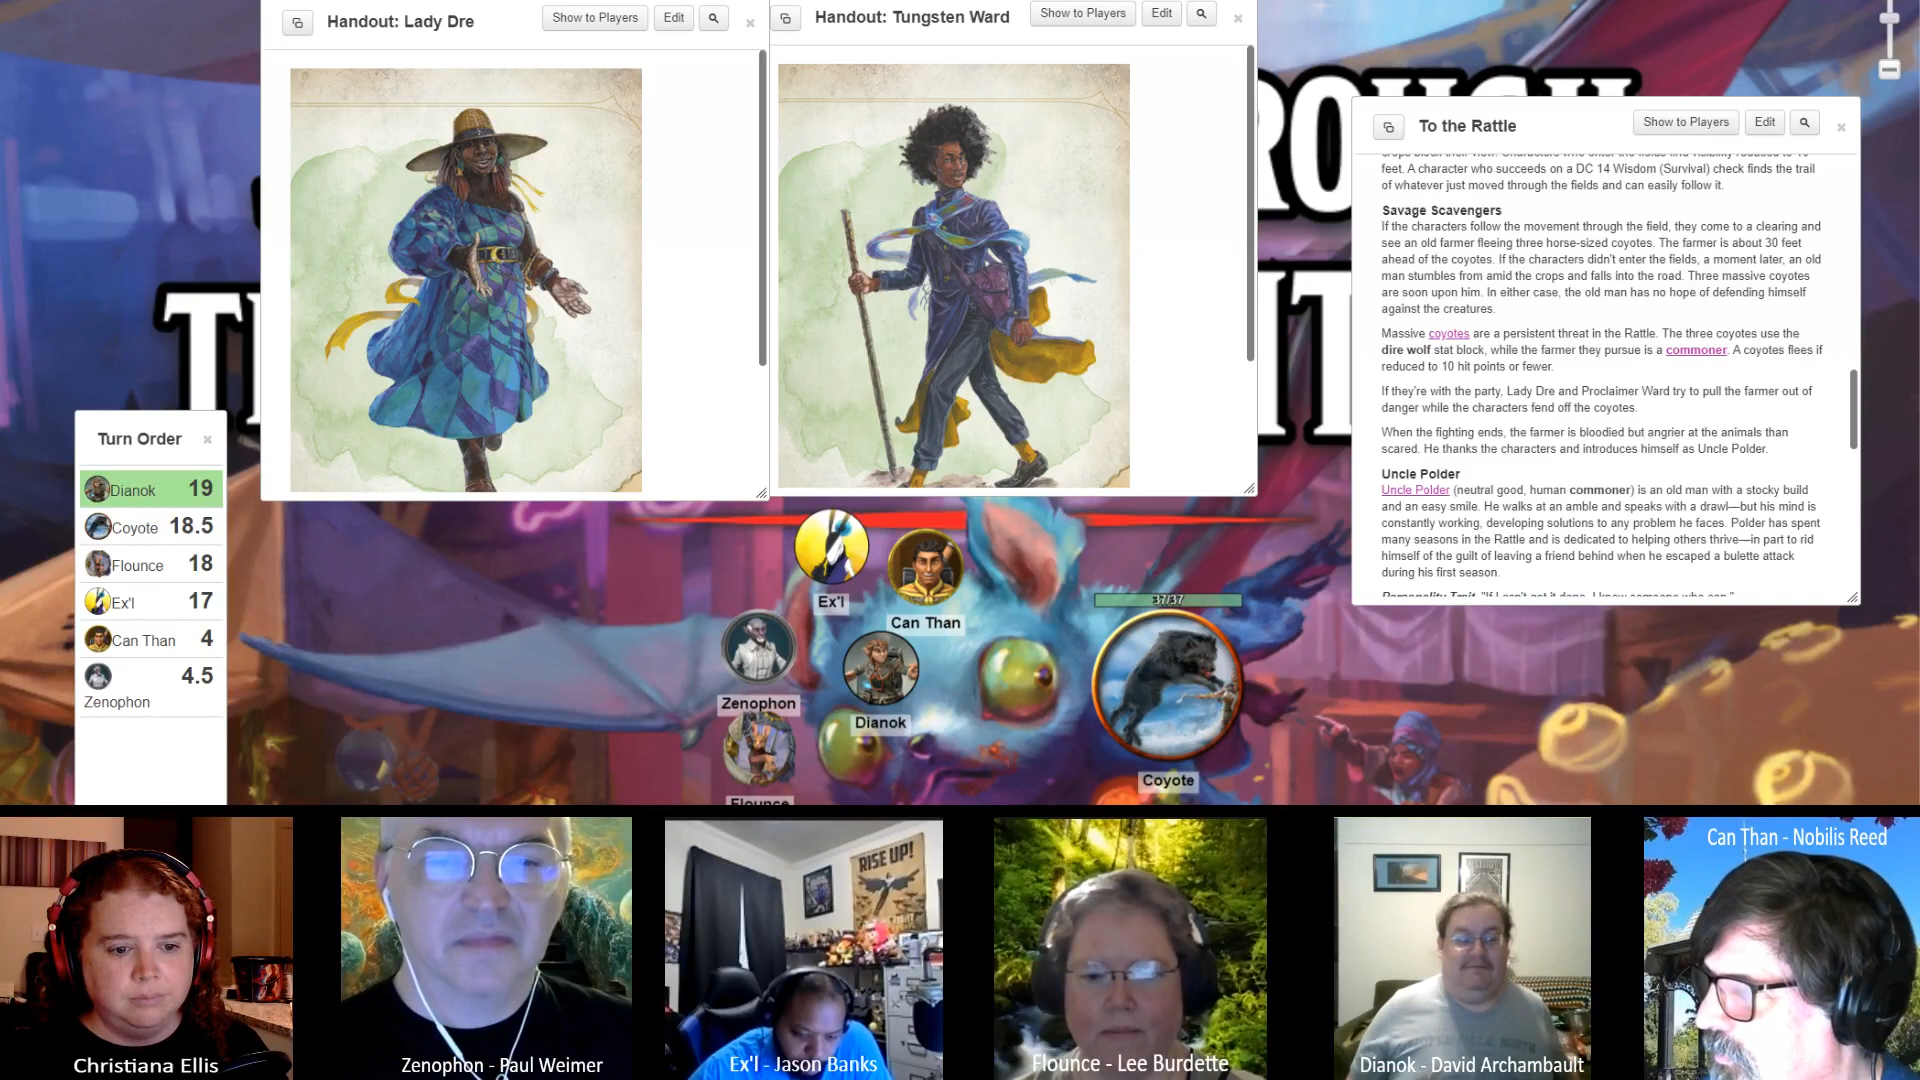 Handout: Lady Dre
Show to Players
Edit
Handout: Tungsten Ward
Show to Players
Edit
ROUGH
T
IT
To the Rattle
Show to Players
Edit
feet. A character who succeeds on a DC 14 Wisdom (Survival) check finds the trail
of whatever just moved through the fields and can easily follow it.
Savage Scavengers
If the characters follow the movement through the field, they come to a clearing and
see an old farmer fleeing three horse-sized coyotes. The farmer is about 30 feet
ahead of the coyotes. If the characters didn't enter the fields, a moment later, an old
man stumbles from amid the crops and falls into the road. Three massive coyotes
are soon upon him. In either case, the old man has no hope of defending himself
against the creatures.
Massive coyotes are a persistent threat in the Rattle. The three coyotes use the
dire wolf stat block, while the farmer they pursue is a commoner. A coyotes flees if
reduced to 10 hit points or fewer.
If they're with the party, Lady Dre and Proclaimer Ward try to pull the farmer out of
danger while the characters fend off the coyotes.
When the fighting ends, the farmer is bloodied but angrier at the animals than
scared. He thanks the characters and introduces himself as Uncle Polder.
Uncle Polder
Uncle Polder (neutral good, human commoner) is an old man with a stocky build
and an easy smile. He walks at an amble and speaks with a drawl—but his mind is
constantly working, developing solutions to any problem he faces. Polder has spent
many seasons in the Rattle and is dedicated to helping others thrive—in part to rid
himself of the guilt of leaving a friend behind when he escaped a bulette attack
during his first season.
Personality Trait. "If I can't get it done, I know someone who can."
Turn Order
Dianok 19
Coyote 18.5
Flounce 18
Ex'l 17
Can Than 4
Zenophon 4.5
Ex'l
Can Than
37/37
Zenophon
Dianok
Flounce
Coyote
RISE UP!
Christiana Ellis
Zenophon - Paul Weimer
Ex'l - Jason Banks
Flounce - Lee Burdette
Dianok - David Archambault
Can Than - Nobilis Reed